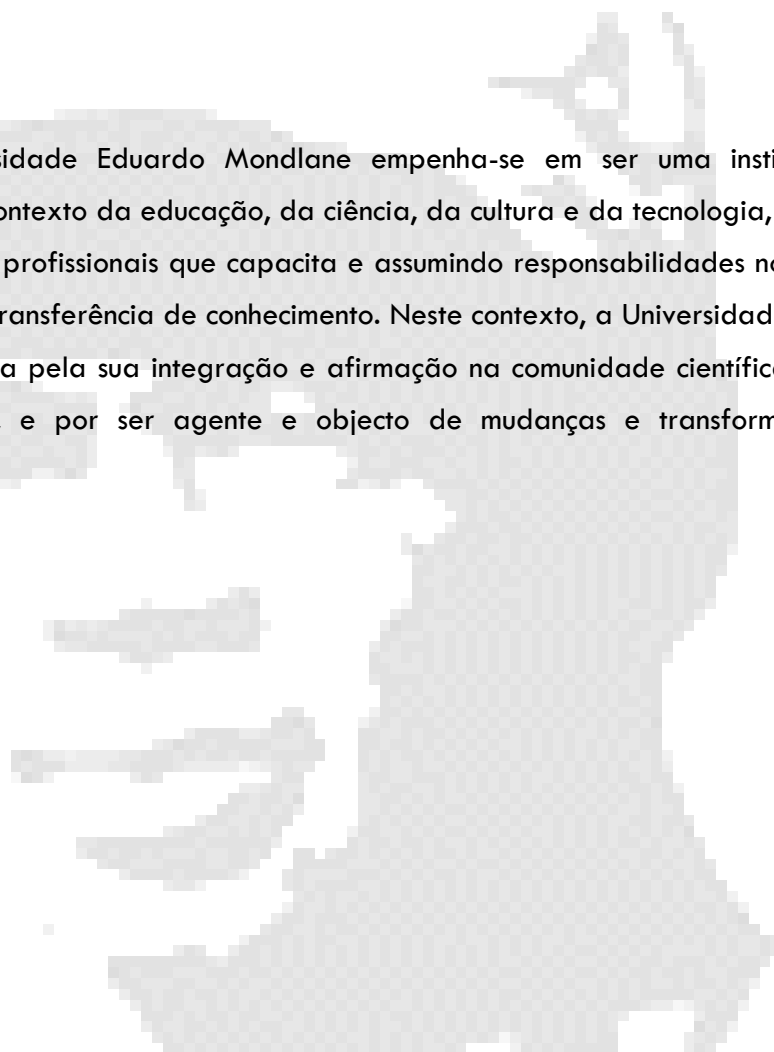 sidade Eduardo Mondlane empenha-se em ser uma insti
ontexto da educação, da ciência, da cultura e da tecnologia,
profissionais que capacita e assumindo responsabilidades no
ransferência de conhecimento. Neste contexto, a Universidad
a pela sua integração e afirmação na comunidade científic
e por ser agente e objecto de mudanças e transform